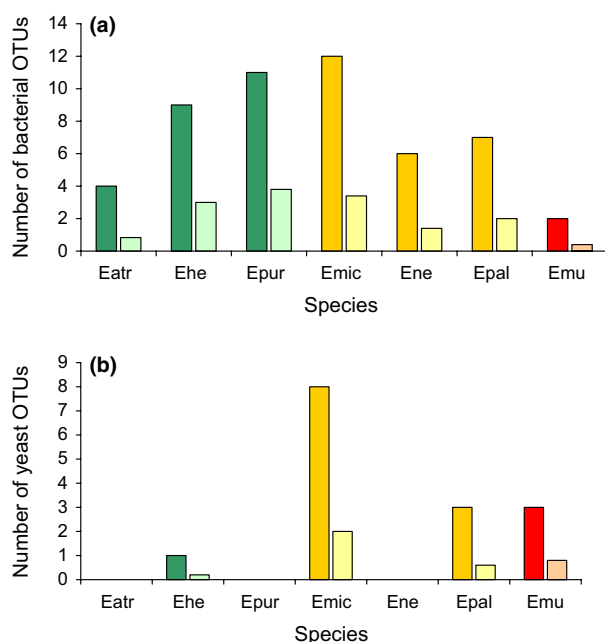 (a)
Number of bacterial OTUs
14
12
10
8
6
4
2
0
Eatr Ehe Epur Emic Ene Epal Emu
Species
(b)
Number of yeast OTUs
9
8
7
6
5
4
3
2
1
0
Eatr Ehe Epur Emic Ene Epal Emu
Species